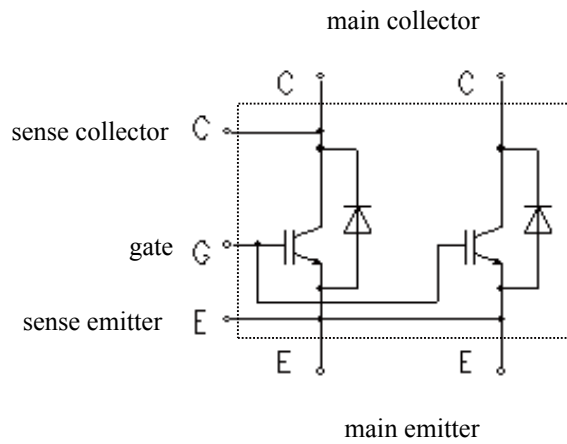 main collector
C C
sense collector C
gate G
sense emitter E
E E
main emitter